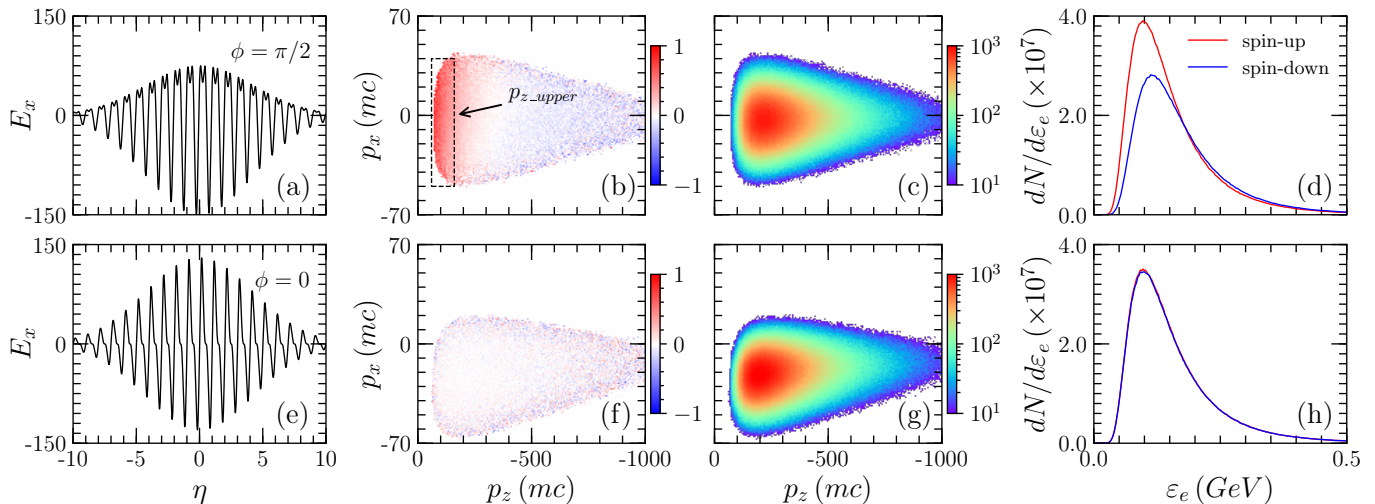 150
0
-150
E_x
ϕ = π/2
(a)
70
0
-70
p_x (mc)
p_{z_upper}
(b)
1
0
−1
(c)
10^3
10^2
10^1
4.0
2.0
0.0
dN/dε_e (×10^7)
spin-up
spin-down
(d)
150
0
-150
E_x
ϕ = 0
(e)
-10
-5
0
5
10
η
70
0
-70
p_x (mc)
(f)
1
0
−1
0
-500
-1000
p_z (mc)
(g)
10^3
10^2
10^1
0
-500
-1000
p_z (mc)
4.0
2.0
0.0
dN/dε_e (×10^7)
(h)
0.0
0.5
ε_e (GeV)